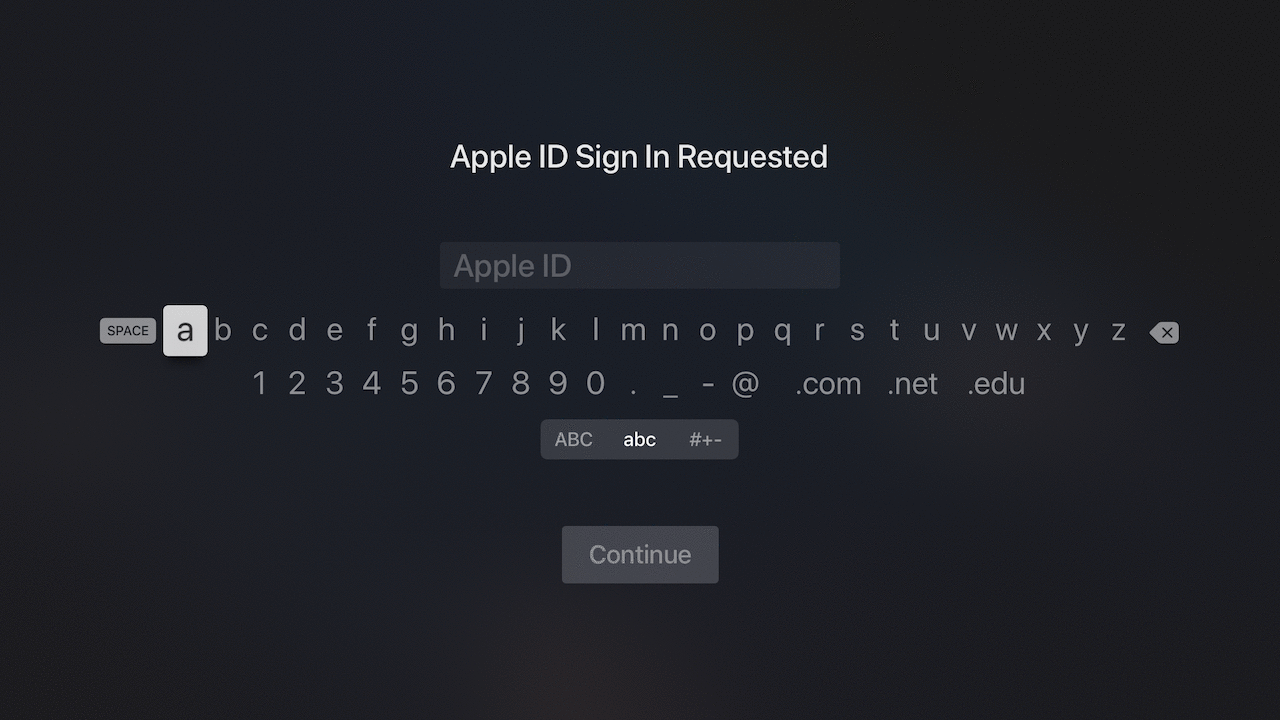 Apple ID Sign In Requested
Apple ID
SPACE a b c d e f g h i j k l m n o p q r s t u v w x y z
1 2 3 4 5 6 7 8 9 0 . _ - @ .com .net .edu
ABC abc #+-
Continue